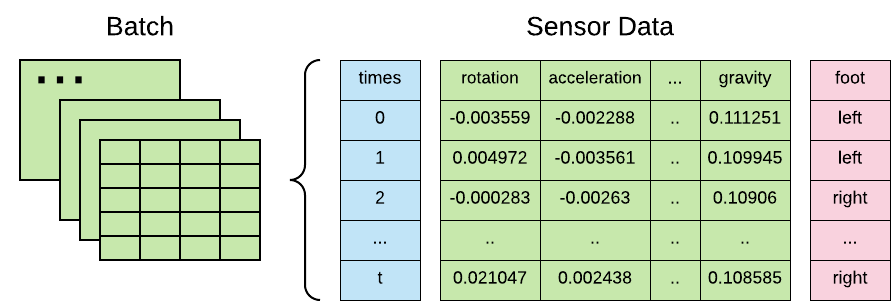 Batch
Sensor Data
...
times rotation acceleration ... gravity foot
0 -0.003559 -0.002288 .. 0.111251 left
1 0.004972 -0.003561 .. 0.109945 left
2 -0.000283 -0.00263 .. 0.10906 right
... .. .. .. .. ...
t 0.021047 0.002438 .. 0.108585 right